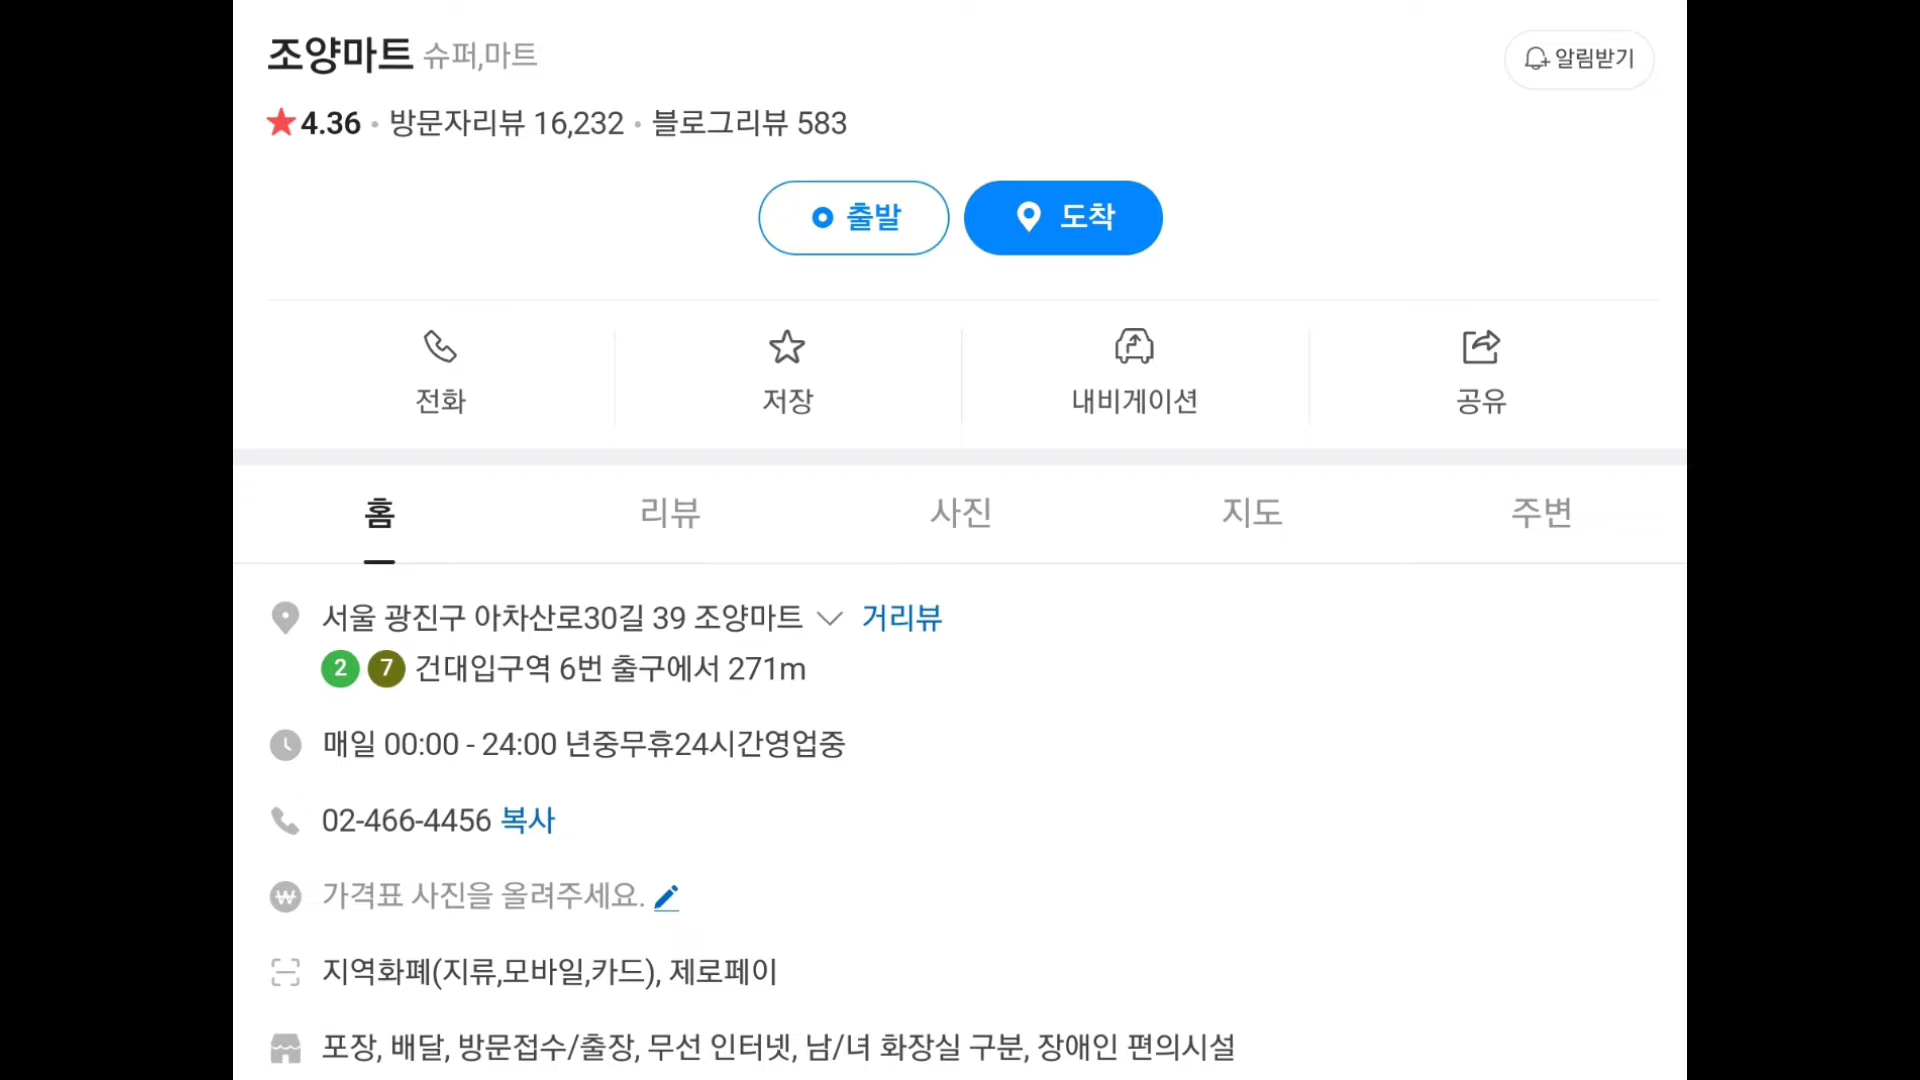 조양마트 슈퍼,마트
알림받기
4.36 · 방문자리뷰 16,232 · 블로그리뷰 583
출발 도착
전화 저장 내비게이션 공유
홈 리뷰 사진 지도 주변
서울 광진구 아차산로30길 39 조양마트 거리뷰
2 7 건대입구역 6번 출구에서 271m
매일 00:00 - 24:00 년중무휴24시간영업중
02-466-4456 복사
₩ 가격표 사진을 올려주세요.
지역화폐(지류,모바일,카드), 제로페이
포장, 배달, 방문접수/출장, 무선 인터넷, 남/녀 화장실 구분, 장애인 편의시설